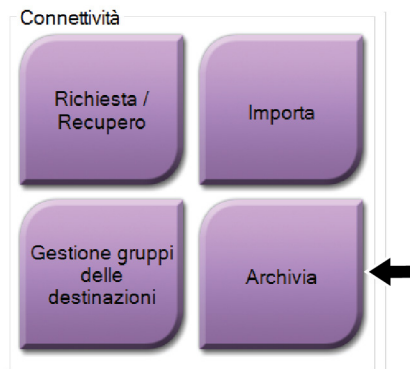 Connettività
Richiesta /
Recupero
Importa
Gestione gruppi
delle
destinazioni
Archivia